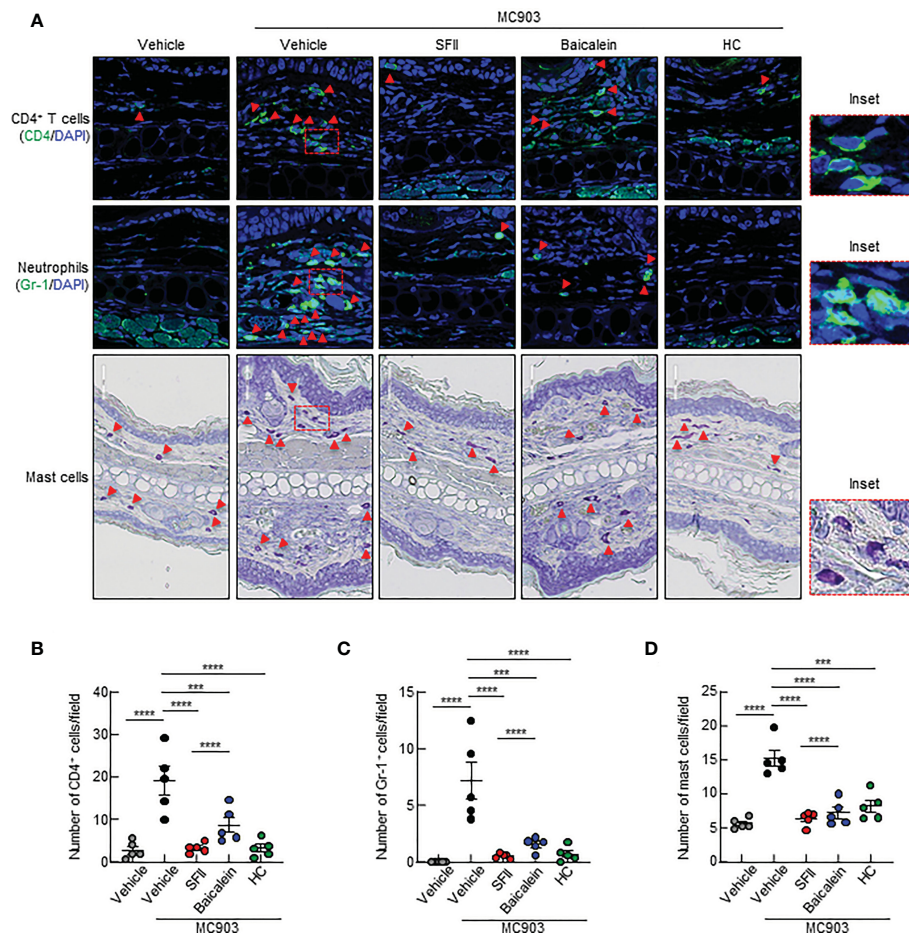 A
MC903
Vehicle Vehicle SFII Baicalein HC
CD4⁺ T cells
(CD4/DAPI)
Inset
Neutrophils
(Gr-1/DAPI)
Inset
Mast cells
Inset
B
Number of CD4⁺ cells/field
40
30
20
10
0
****
***
**** ****
****
Vehicle Vehicle SFII Baicalein HC
MC903
C
Number of Gr-1⁺ cells/field
15
10
5
0
****
***
**** ****
****
Vehicle Vehicle SFII Baicalein HC
MC903
D
Number of mast cells/field
25
20
15
10
5
0
***
****
**** ****
****
Vehicle Vehicle SFII Baicalein HC
MC903